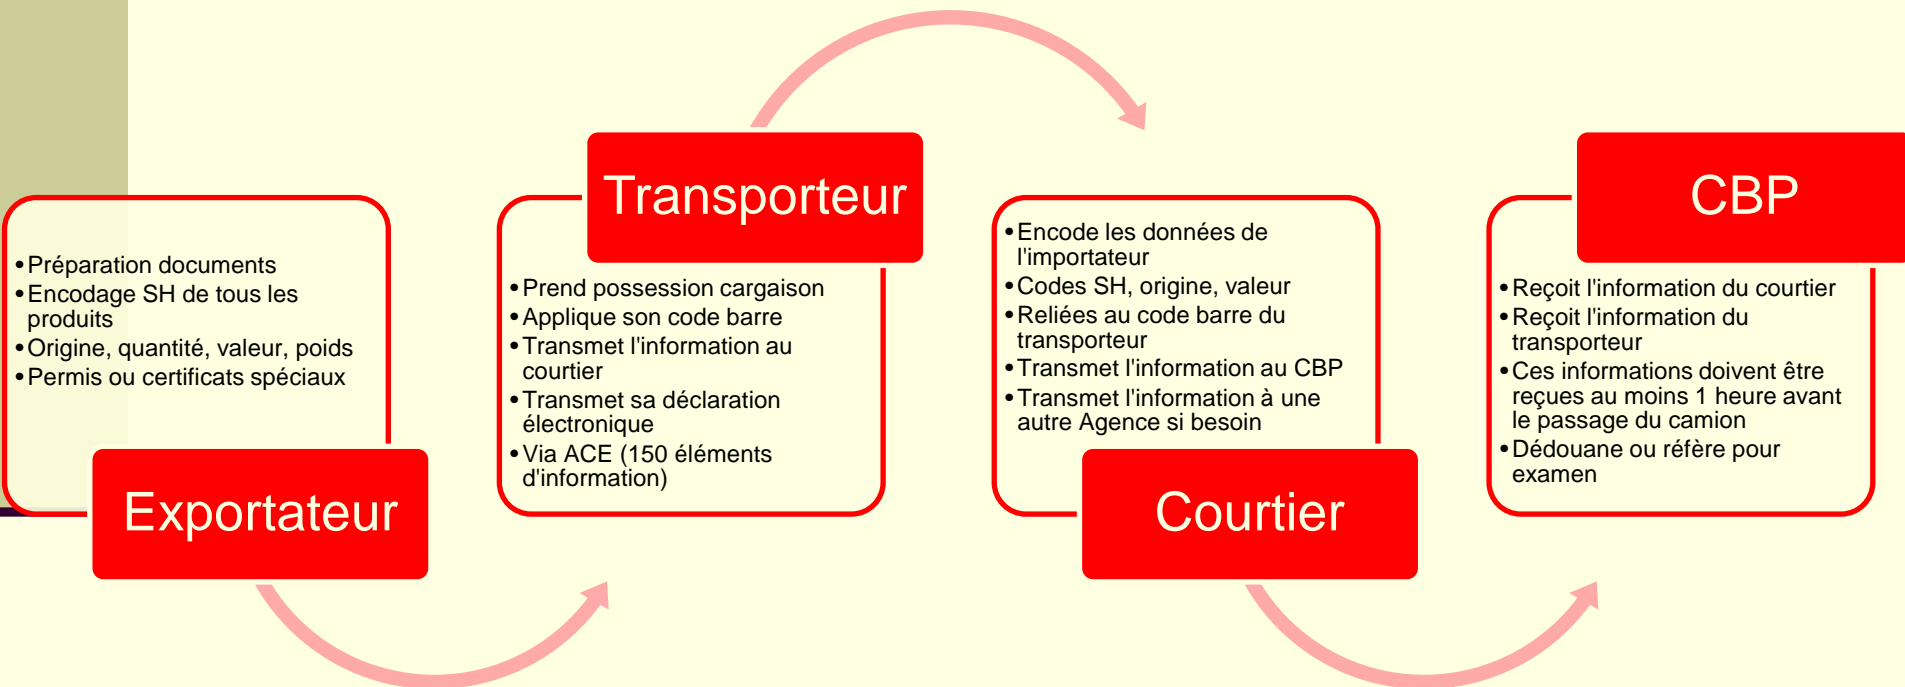 •Préparation documents
•Encodage SH de tous les
produits
•Origine, quantité, valeur, poids
•Permis ou certificats spéciaux
Exportateur
Transporteur
•Prend possession cargaison
•Applique son code barre
•Transmet l'information au
courtier
•Transmet sa déclaration
électronique
•Via ACE (150 éléments
d'information)
•Encode les données de
l'importateur
•Codes SH, origine, valeur
•Reliées au code barre du
transporteur
•Transmet l'information au CBP
•Transmet l'information à une
autre Agence si besoin
Courtier
CBP
•Reçoit l'information du courtier
•Reçoit l'information du
transporteur
•Ces informations doivent être
reçues au moins 1 heure avant
le passage du camion
•Dédouane ou réfère pour
examen